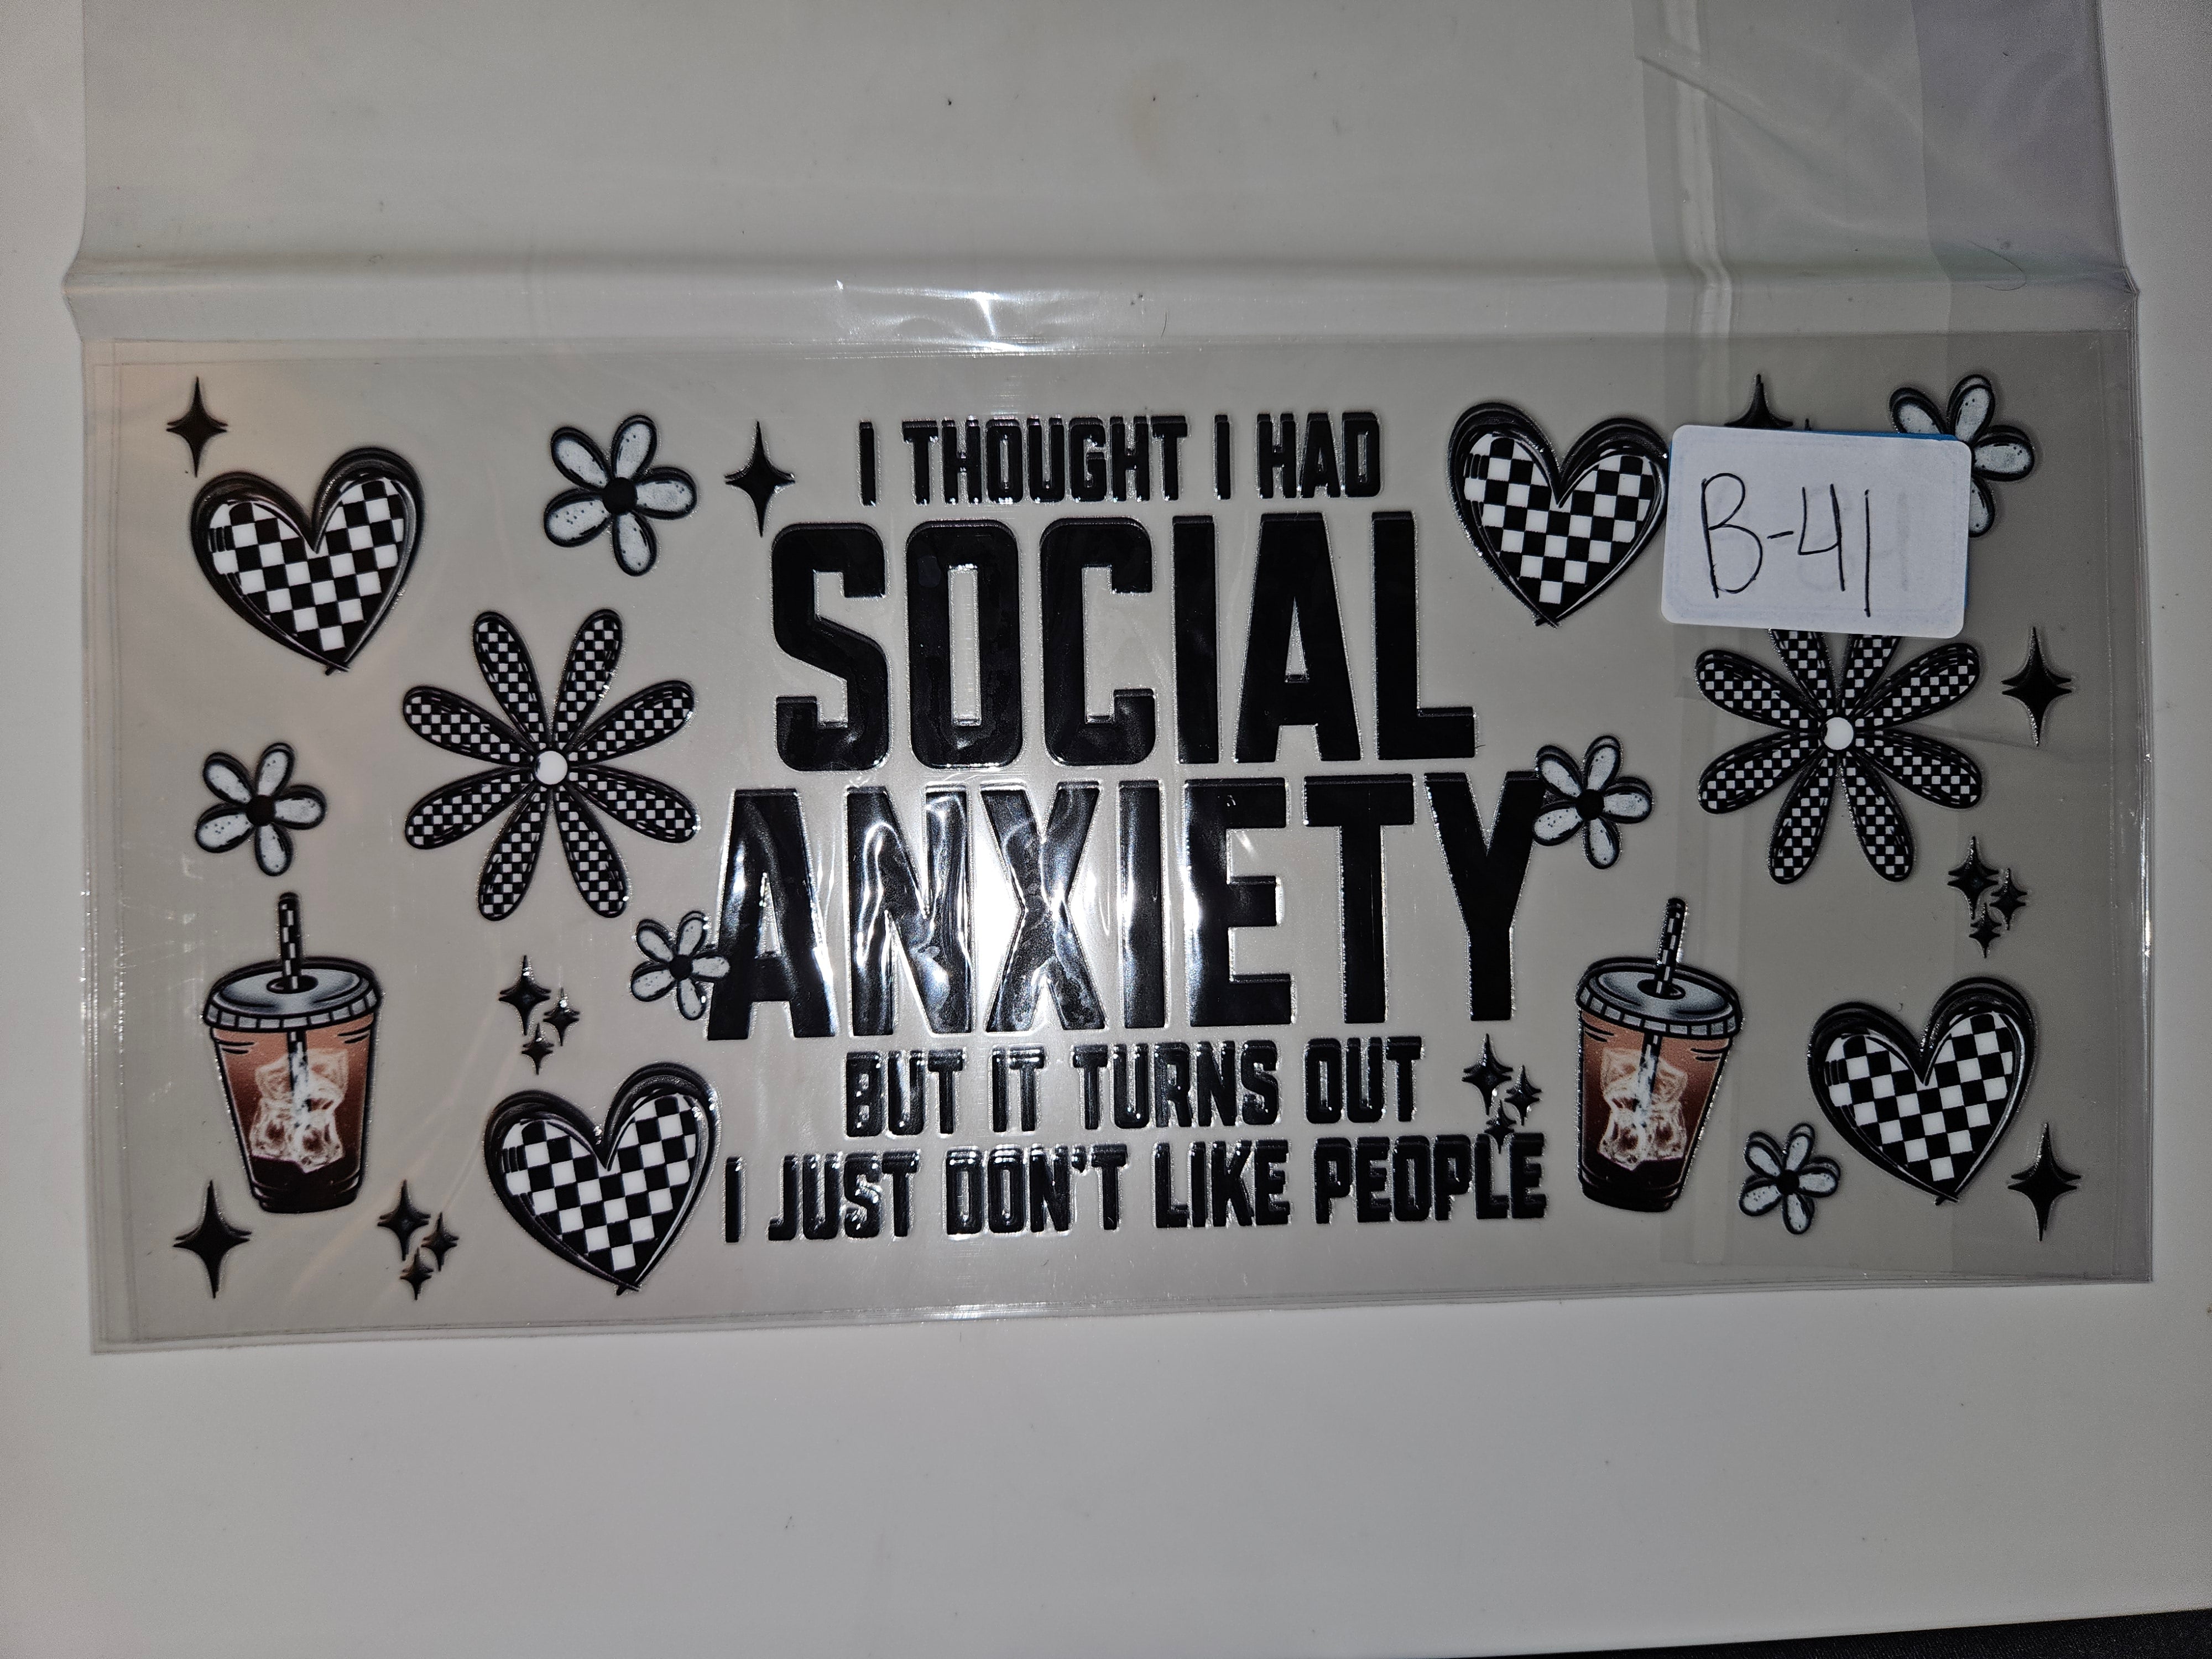 I THOUGHT I HAD
SOCIAL
ANXIETY
BUT IT TURNS OUT
I JUST DON'T LIKE PEOPLE
B-41